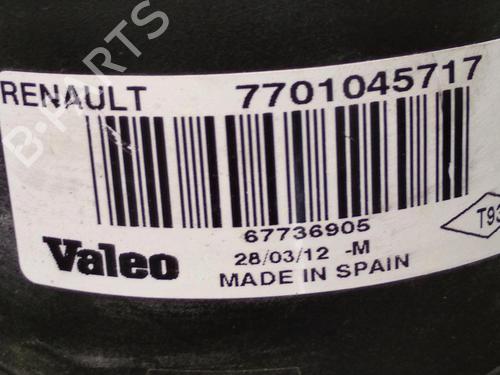 B-PARTS
RENAULT 7701045717
67736905
Valeo
28/03/12 -M
MADE IN SPAIN
T93